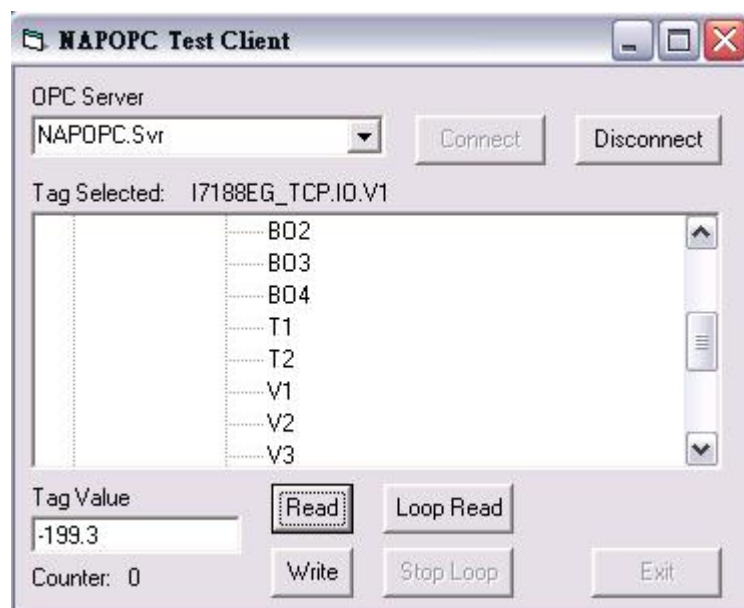 NAPOPC Test Client
OPC Server
NAPOPC.Svr
Connect
Disconnect
Tag Selected: I7188EG_TCP.IO.V1
BO2
BO3
BO4
T1
T2
V1
V2
V3
Tag Value
-199.3
Read
Loop Read
Counter: 0
Write
Stop Loop
Exit